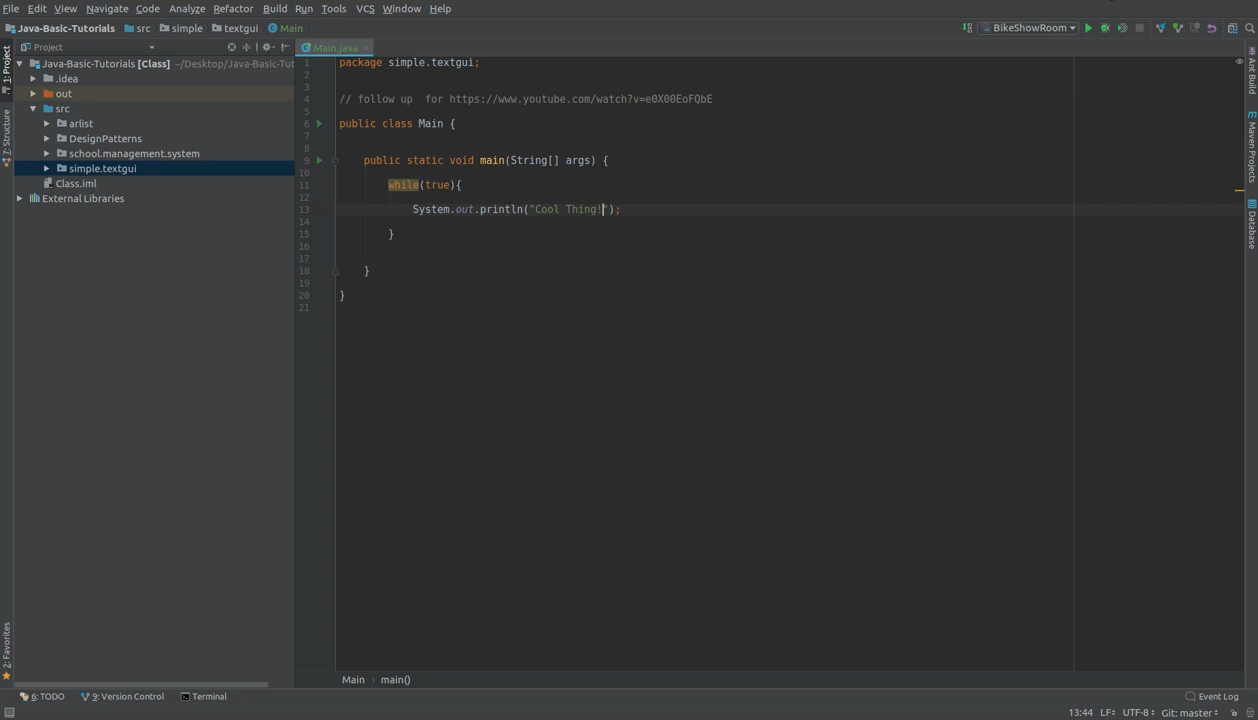 File Edit View Navigate Code Analyze Refactor Build Run Tools VCS Window Help
Java-Basic-Tutorials src simple textgui Main BikeShowRoom
Project
Main.java
1: Project
7: Structure
2: Favorites
Java-Basic-Tutorials [Class] ~/Desktop/Java-Basic-Tut
.idea
out
src
arlist
DesignPatterns
school.management.system
simple.textgui
Class.iml
External Libraries
1 package simple.textgui;
2
3
4 // follow up  for https://www.youtube.com/watch?v=e0X00EoFQbE
5
6 public class Main {
7
8
9 public static void main(String[] args) {
10
11 while(true){
12
13 System.out.println("Cool Thing!");
14
15 }
16
17
18 }
19
20 }
21
Ant Build
Maven Projects
Database
Main main()
6: TODO 9: Version Control Terminal Event Log
13:44 LF UTF-8 Git: master